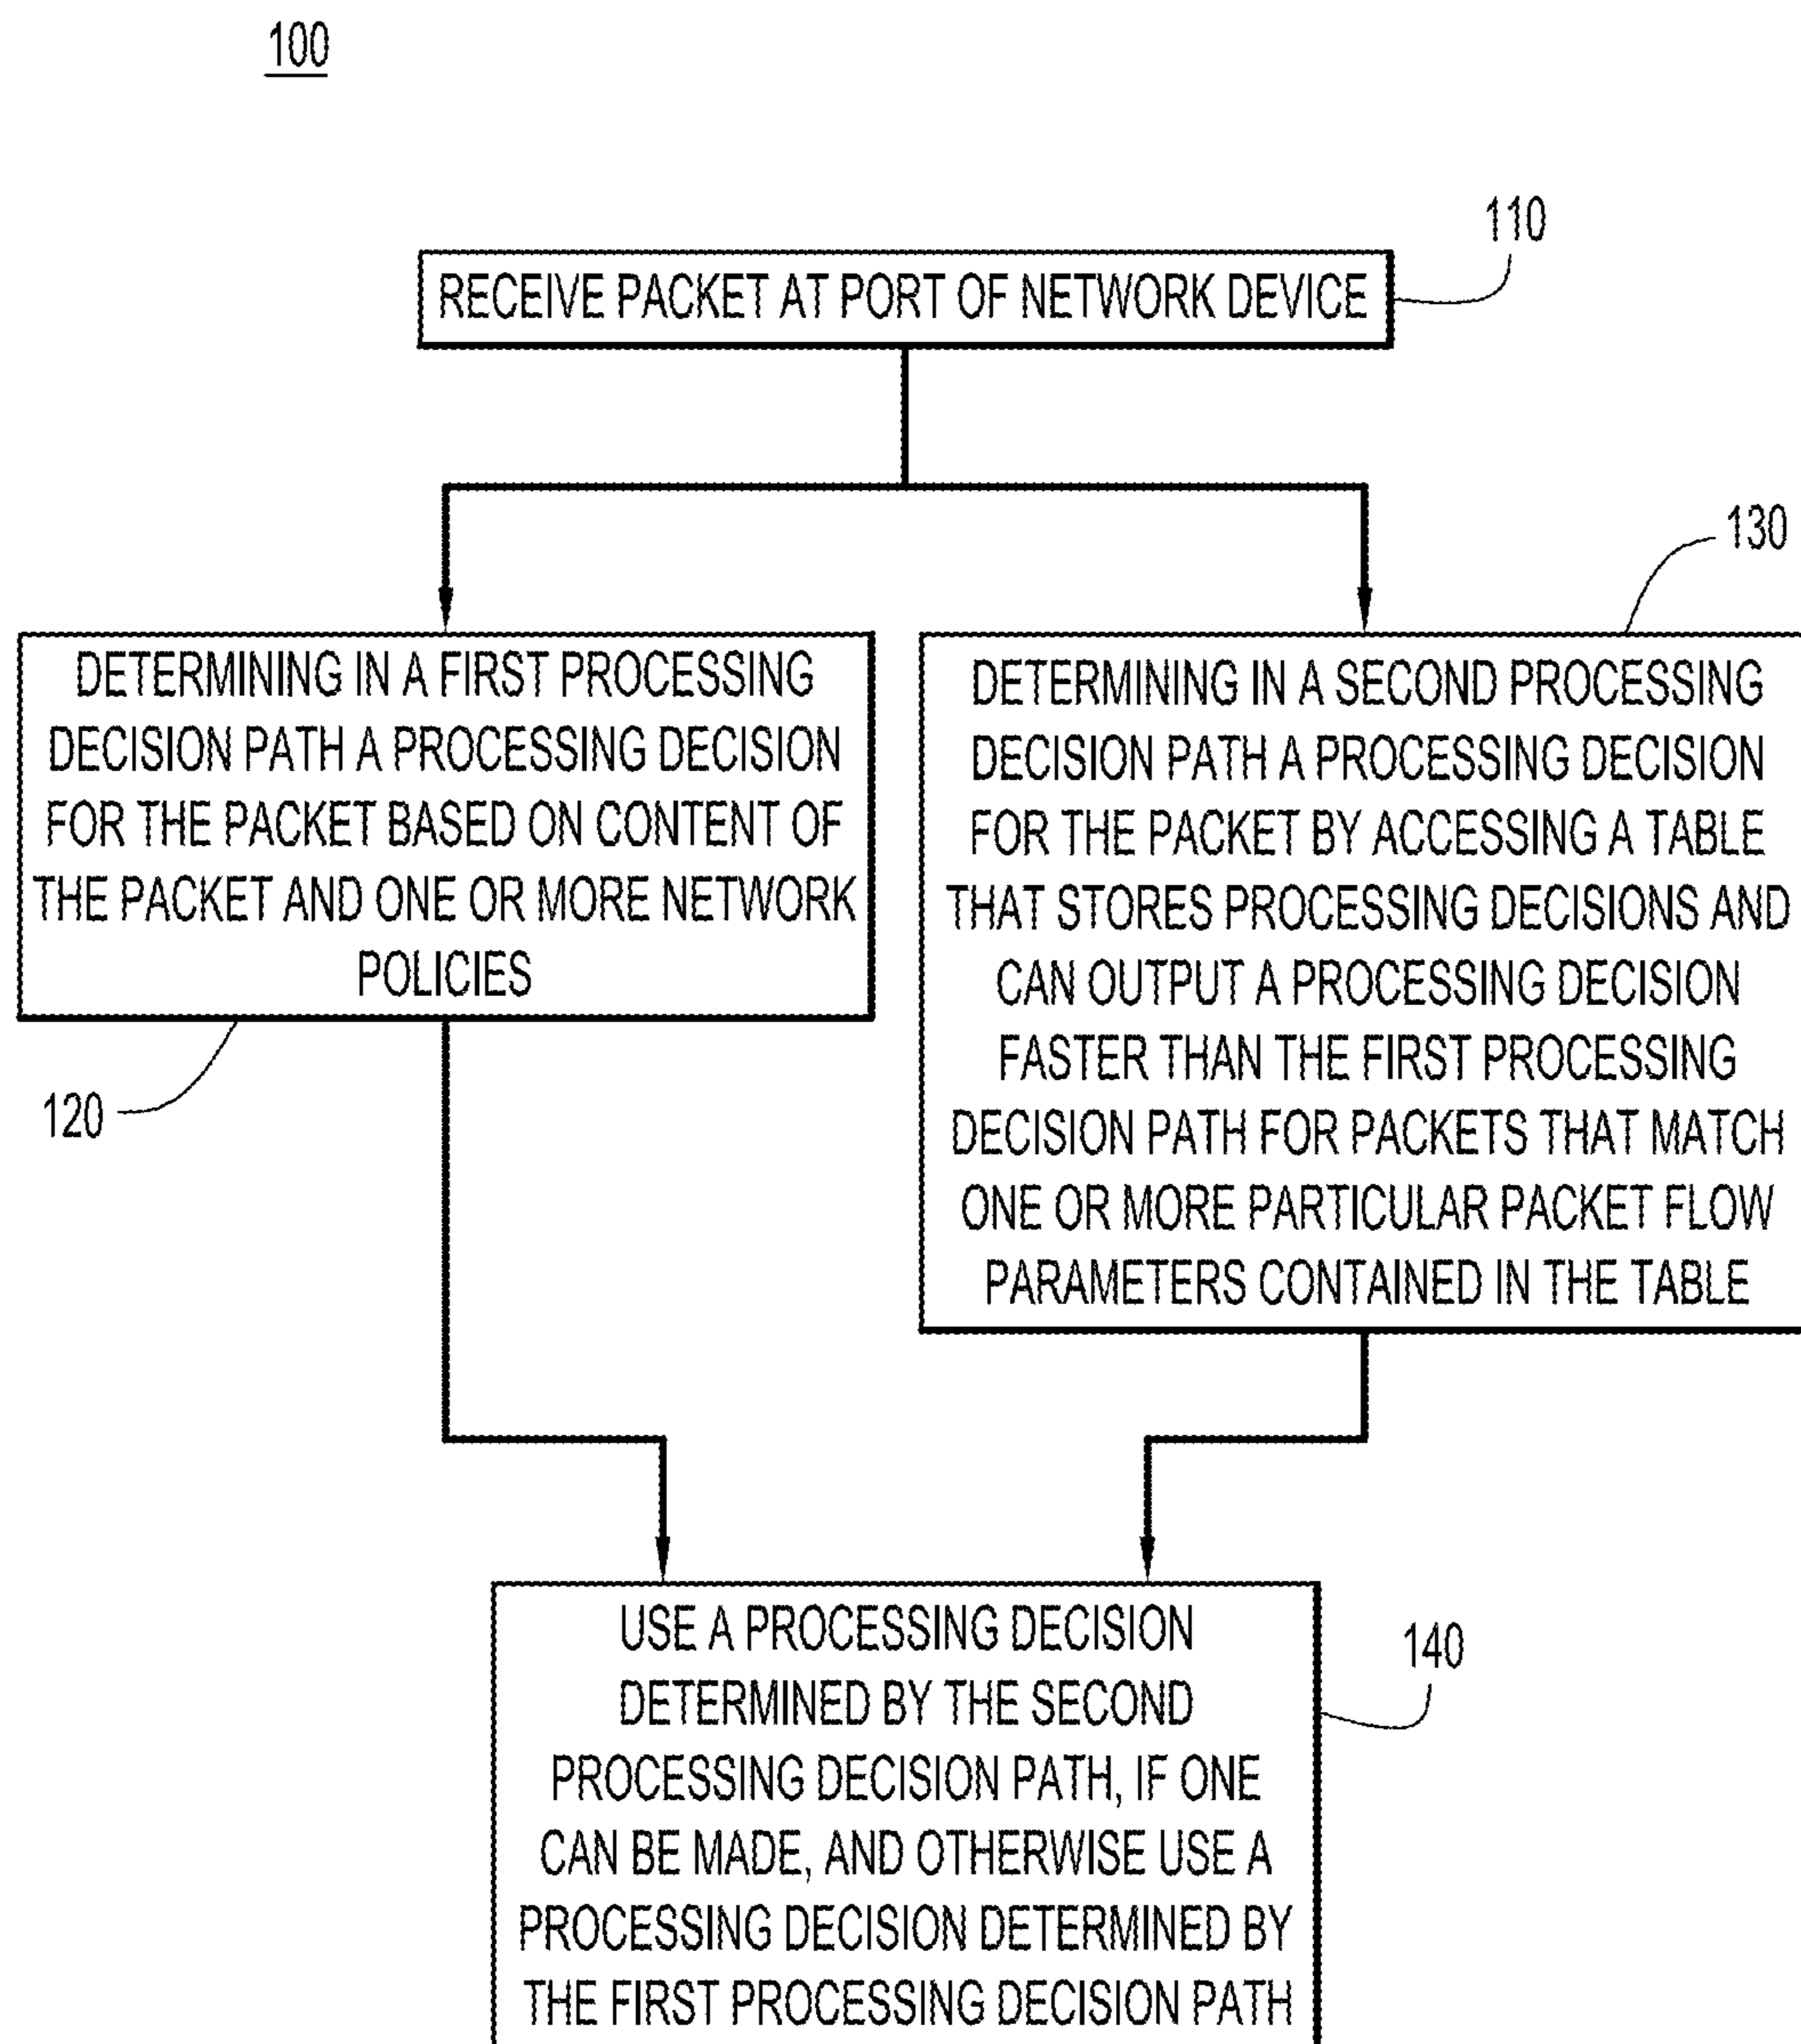 100
110
RECEIVE PACKET AT PORT OF NETWORK DEVICE
130
DETERMINING IN A FIRST PROCESSING
DECISION PATH A PROCESSING DECISION
FOR THE PACKET BASED ON CONTENT OF
THE PACKET AND ONE OR MORE NETWORK
POLICIES
120
DETERMINING IN A SECOND PROCESSING
DECISION PATH A PROCESSING DECISION
FOR THE PACKET BY ACCESSING A TABLE
THAT STORES PROCESSING DECISIONS AND
CAN OUTPUT A PROCESSING DECISION
FASTER THAN THE FIRST PROCESSING
DECISION PATH FOR PACKETS THAT MATCH
ONE OR MORE PARTICULAR PACKET FLOW
PARAMETERS CONTAINED IN THE TABLE
USE A PROCESSING DECISION
DETERMINED BY THE SECOND
PROCESSING DECISION PATH, IF ONE
CAN BE MADE, AND OTHERWISE USE A
PROCESSING DECISION DETERMINED BY
THE FIRST PROCESSING DECISION PATH
140